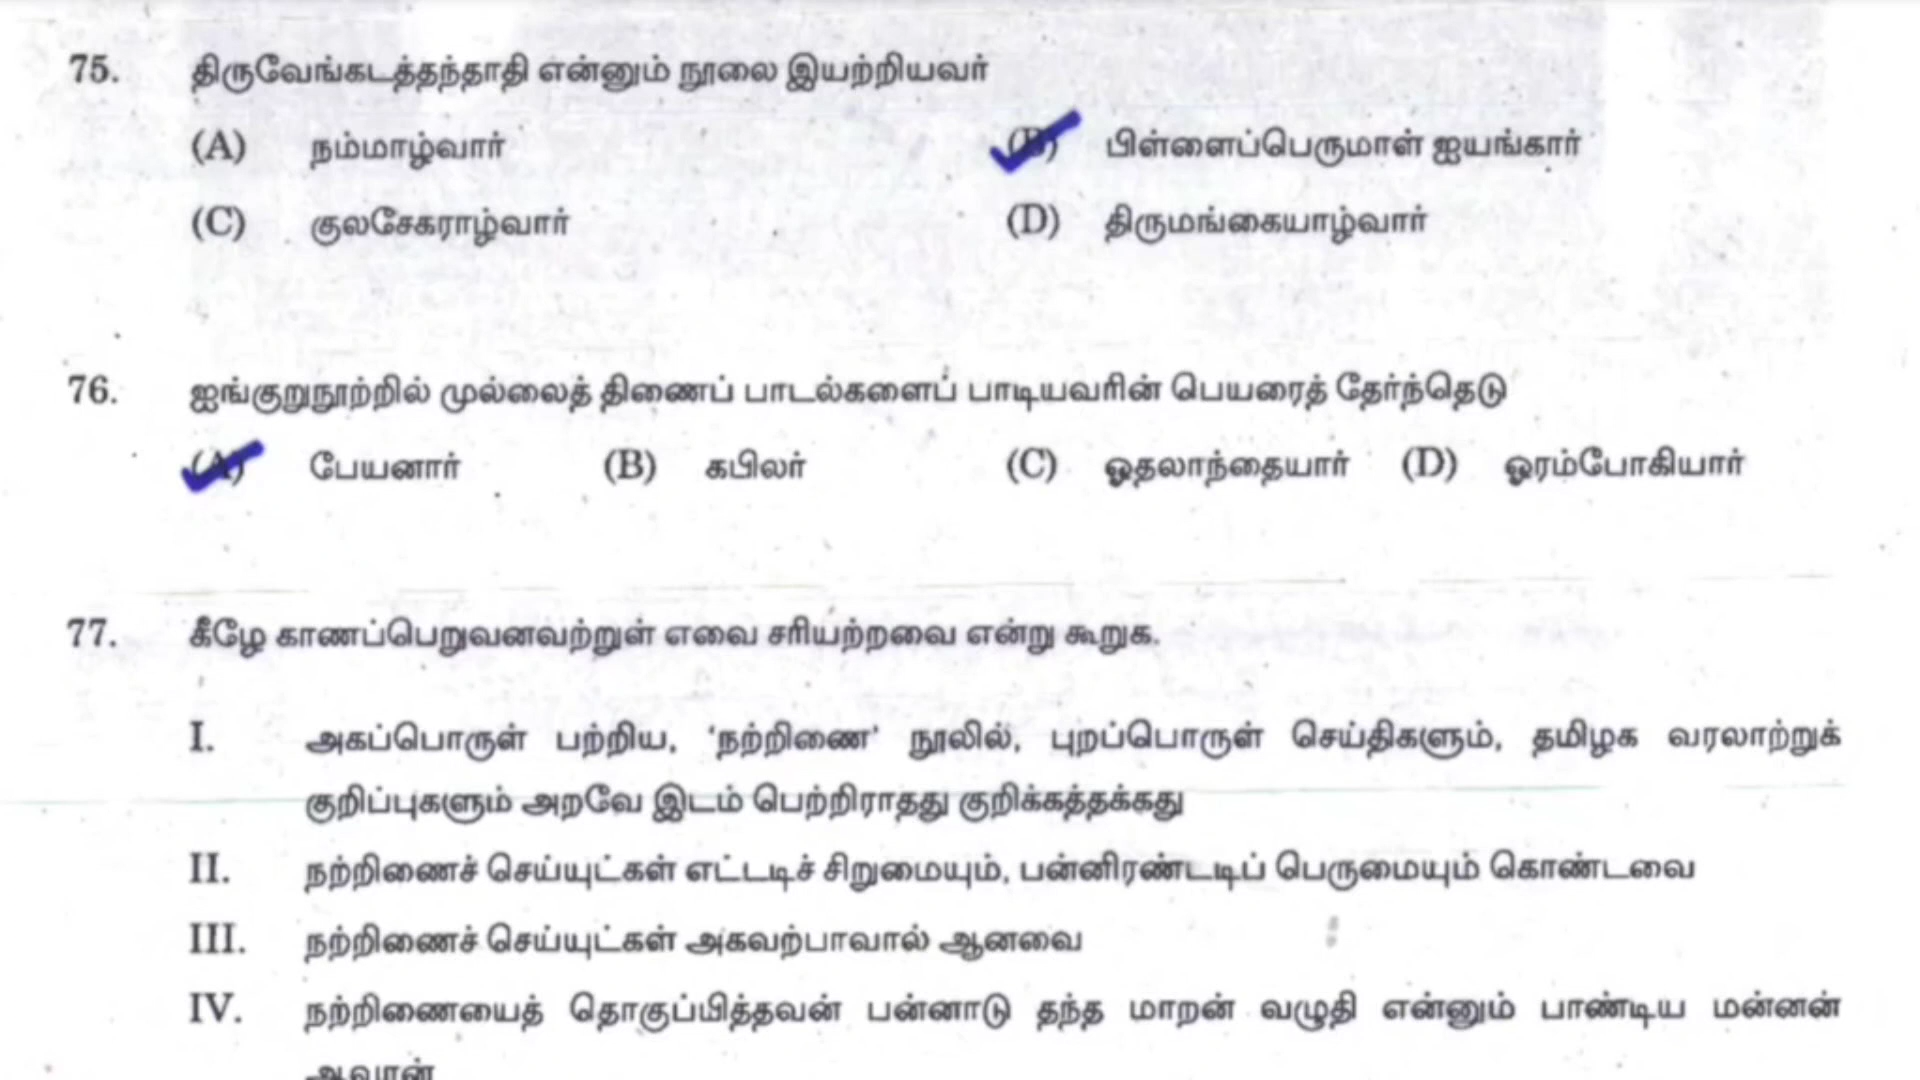 75. திருவேங்கடத்தந்தாதி என்னும் நூலை இயற்றியவர்
(A) நம்மாழ்வார் (B) பிள்ளைப்பெருமாள் ஐயங்கார்
(C) குலசேகராழ்வார் (D) திருமங்கையாழ்வார்
76. ஐங்குறுநூற்றில் முல்லைத் திணைப் பாடல்களைப் பாடியவரின் பெயரைத் தேர்ந்தெடு
(A) பேயனார் (B) கபிலர் (C) ஓதலாந்தையார் (D) ஓரம்போகியார்
77. கீழே காணப்பெறுவனவற்றுள் எவை சரியற்றவை என்று கூறுக.
I. அகப்பொருள் பற்றிய, 'நற்றிணை' நூலில், புறப்பொருள் செய்திகளும், தமிழக வரலாற்றுக்
குறிப்புகளும் அறவே இடம் பெற்றிராதது குறிக்கத்தக்கது
II. நற்றிணைச் செய்யுட்கள் எட்டடிச் சிறுமையும், பன்னிரண்டடிப் பெருமையும் கொண்டவை
III. நற்றிணைச் செய்யுட்கள் அகவற்பாவால் ஆனவை
IV. நற்றிணையைத் தொகுப்பித்தவன் பன்னாடு தந்த மாறன் வழுதி என்னும் பாண்டிய மன்னன்
ஆவான்